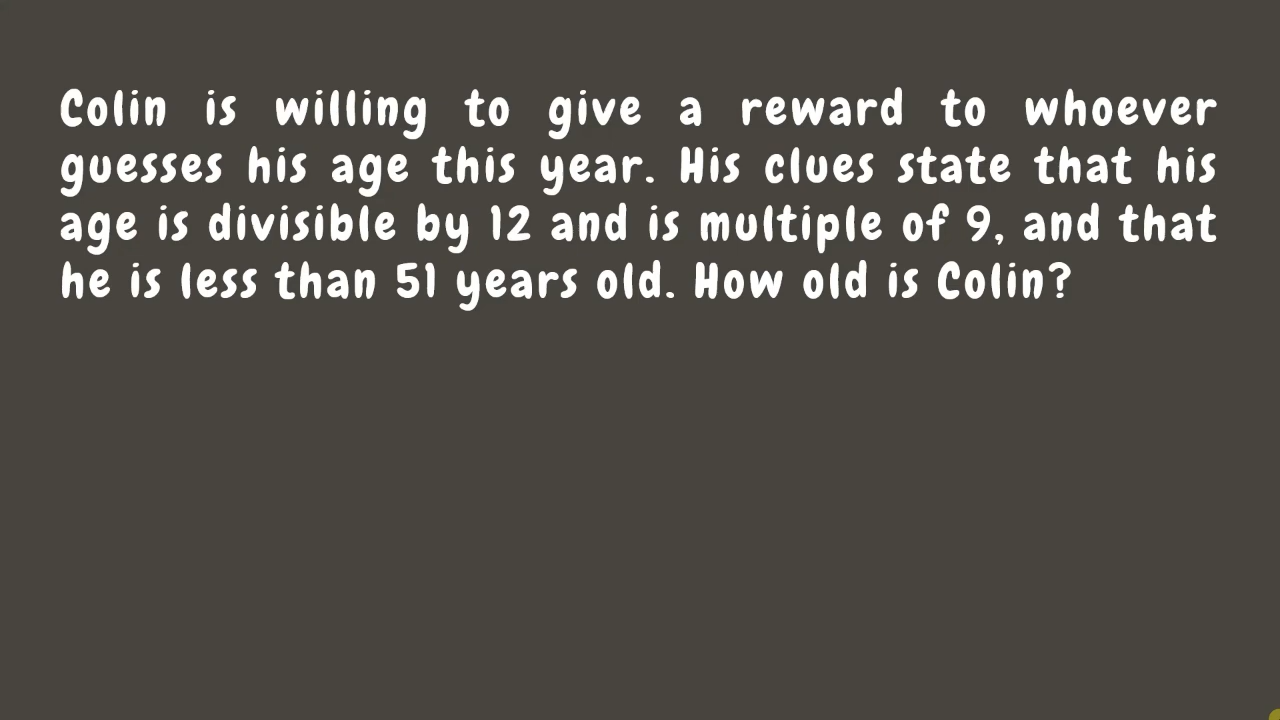 Colin is willing to give a reward to whoever
guesses his age this year. His clues state that his
age is divisible by 12 and is multiple of 9, and that
he is less than 51 years old. How old is Colin?